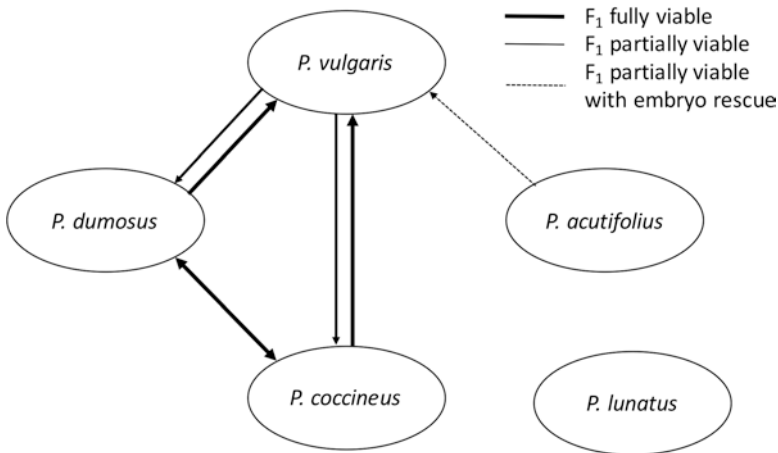 P. vulgaris
F₁ fully viable
F₁ partially viable
F₁ partially viable
with embryo rescue
P. dumosus
P. acutifolius
P. coccineus
P. lunatus